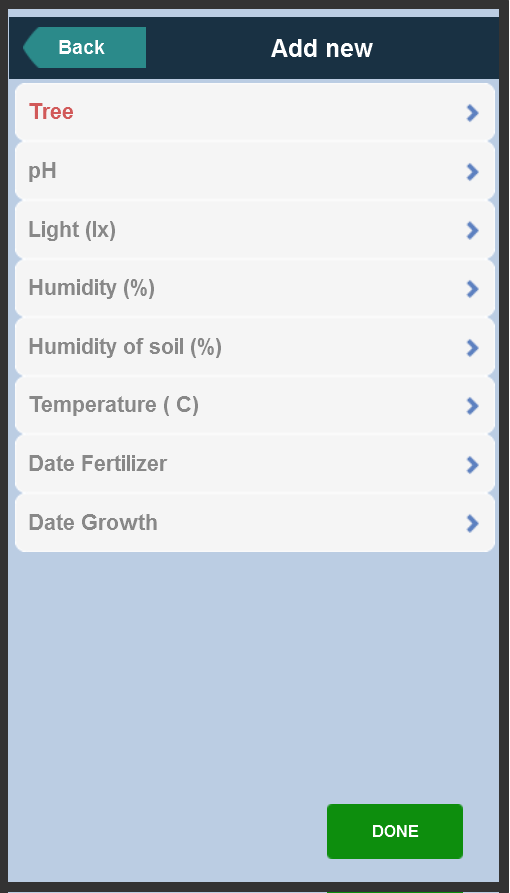 Back
Add new
Tree
pH
Light (lx)
Humidity (%)
Humidity of soil (%)
Temperature ( C)
Date Fertilizer
Date Growth
DONE